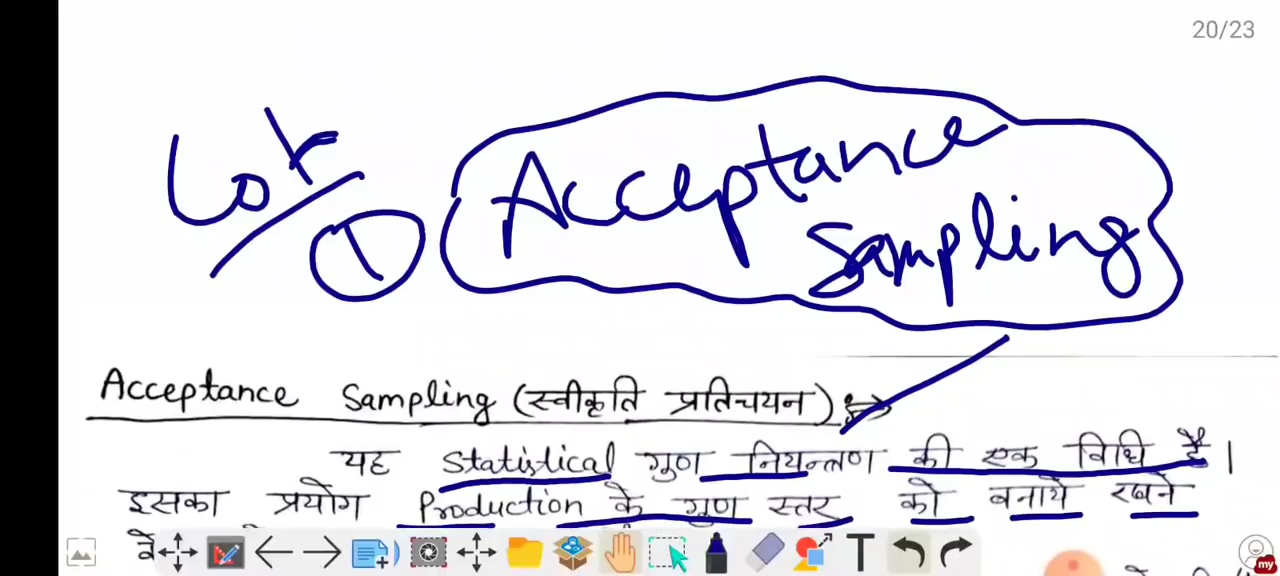 20/23
Lot
①
Acceptance
Sampling
Acceptance Sampling (स्वीकृति प्रतिचयन)
यह Statistical गुण नियन्त्रण की एक विधि है।
इसका प्रयोग Production के गुण स्तर को बनाये रखने
T
my